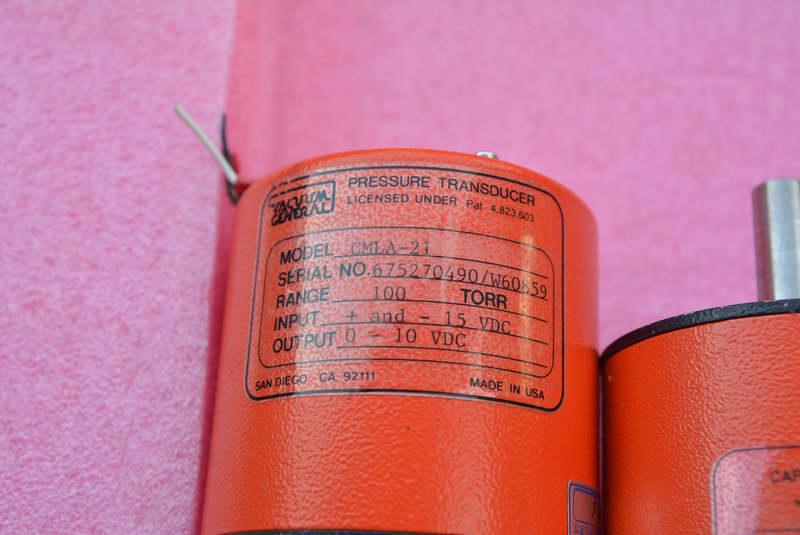 VACUUM
GENERAL
PRESSURE TRANSDUCER
LICENSED UNDER Pat. 4,823,603
MODEL CMLA-21
SERIAL NO. 675270490/W60859
RANGE 100 TORR
INPUT + and - 15 VDC
OUTPUT 0 - 10 VDC
SAN DIEGO CA. 92111
MADE IN USA